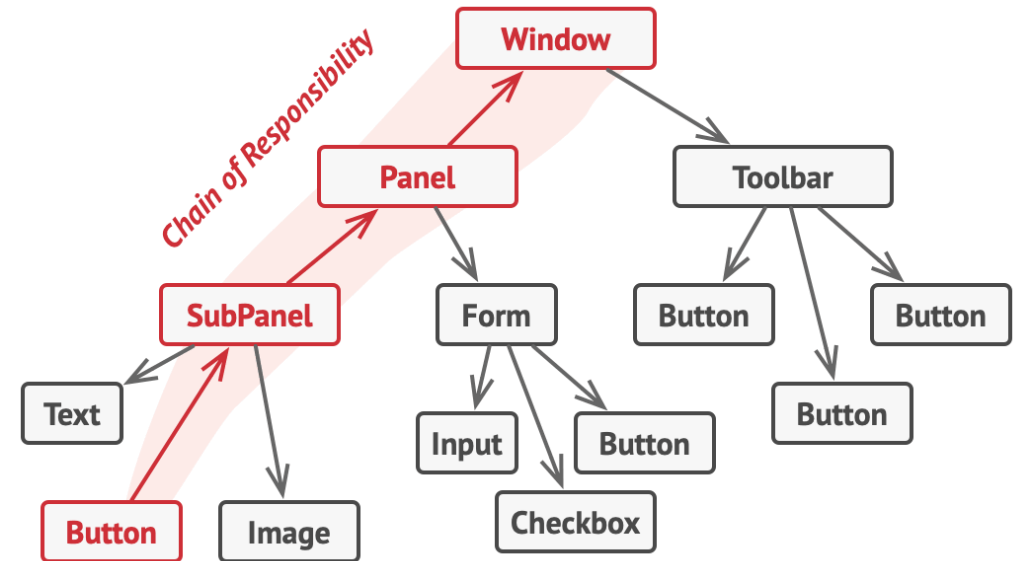 Window
Chain of Responsibility
Panel
Toolbar
SubPanel
Form
Button
Button
Text
Input
Button
Button
Button
Image
Checkbox